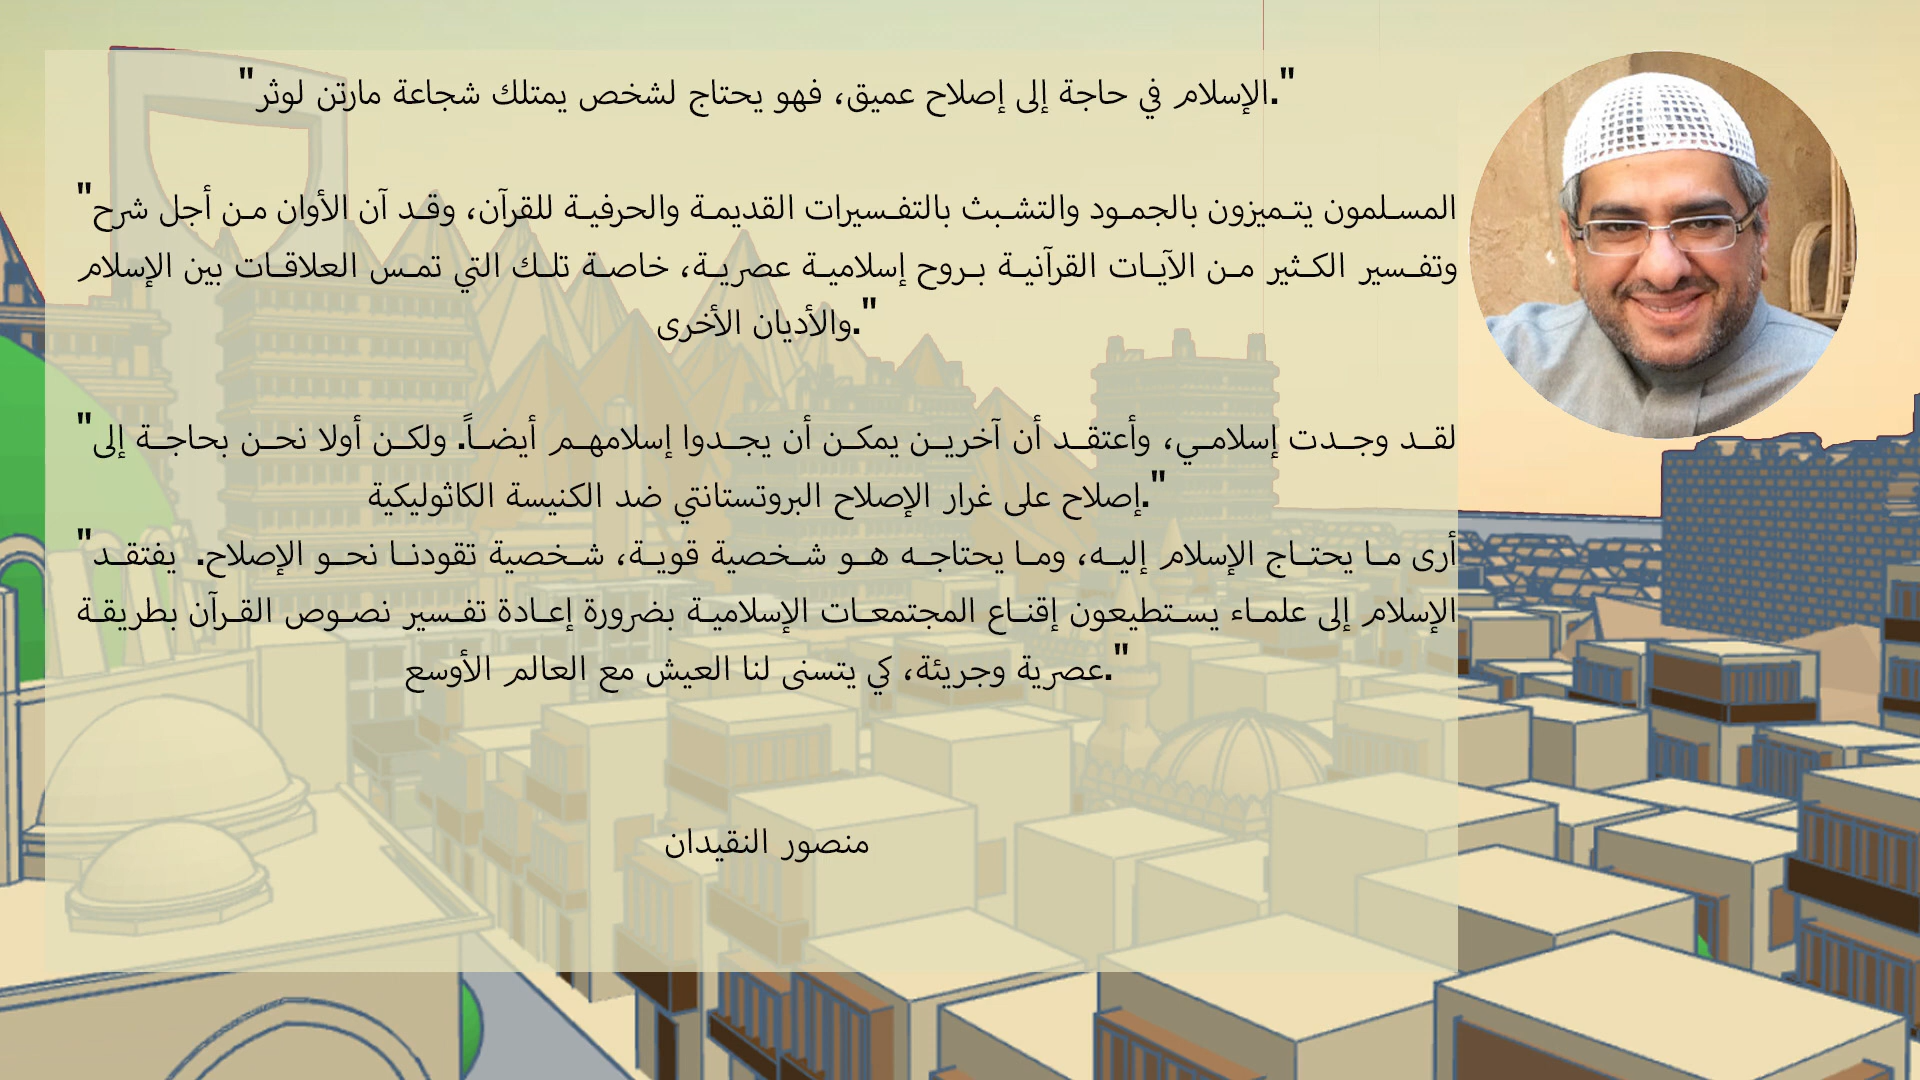 "الإسلام في حاجة إلى إصلاح عميق، فهو يحتاج لشخص يمتلك شجاعة مارتن لوثر."
"المسلمون يتميزون بالجمود والتشبث بالتفسيرات القديمة والحرفية للقرآن، وقد آن الأوان من أجل شرح
وتفسير الكثير من الآيات القرآنية بروح إسلامية عصرية، خاصة تلك التي تمس العلاقات بين الإسلام
والأديان الأخرى."
"لقد وجدت إسلامي، وأعتقد أن آخرين يمكن أن يجدوا إسلامهم أيضاً. ولكن أولا نحن بحاجة إلى
إصلاح على غرار الإصلاح البروتستانتي ضد الكنيسة الكاثوليكية."
"أرى ما يحتاج الإسلام إليه، وما يحتاجه هو شخصية قوية، شخصية تقودنا نحو الإصلاح. يفتقد
الإسلام إلى علماء يستطيعون إقناع المجتمعات الإسلامية بضرورة إعادة تفسير نصوص القرآن بطريقة
عصرية وجريئة، كي يتسنى لنا العيش مع العالم الأوسع."
منصور النقيدان